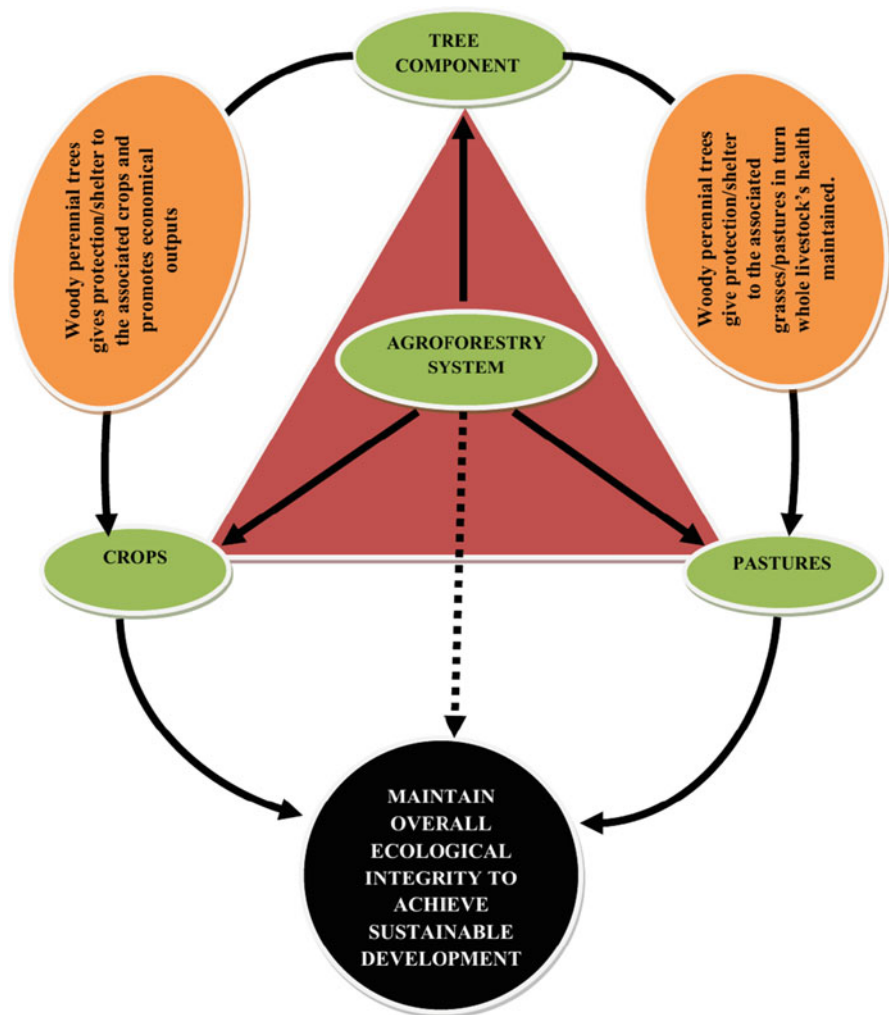 TREE
COMPONENT
Woody perennial trees
gives protection/shelter to
the associated crops and
promotes economical
outputs
Woody perennial trees
give protection/shelter
to the associated
grasses/pastures in turn
whole livestock's health
maintained.
AGROFORESTRY
SYSTEM
CROPS
PASTURES
MAINTAIN
OVERALL
ECOLOGICAL
INTEGRITY TO
ACHIEVE
SUSTAINABLE
DEVELOPMENT